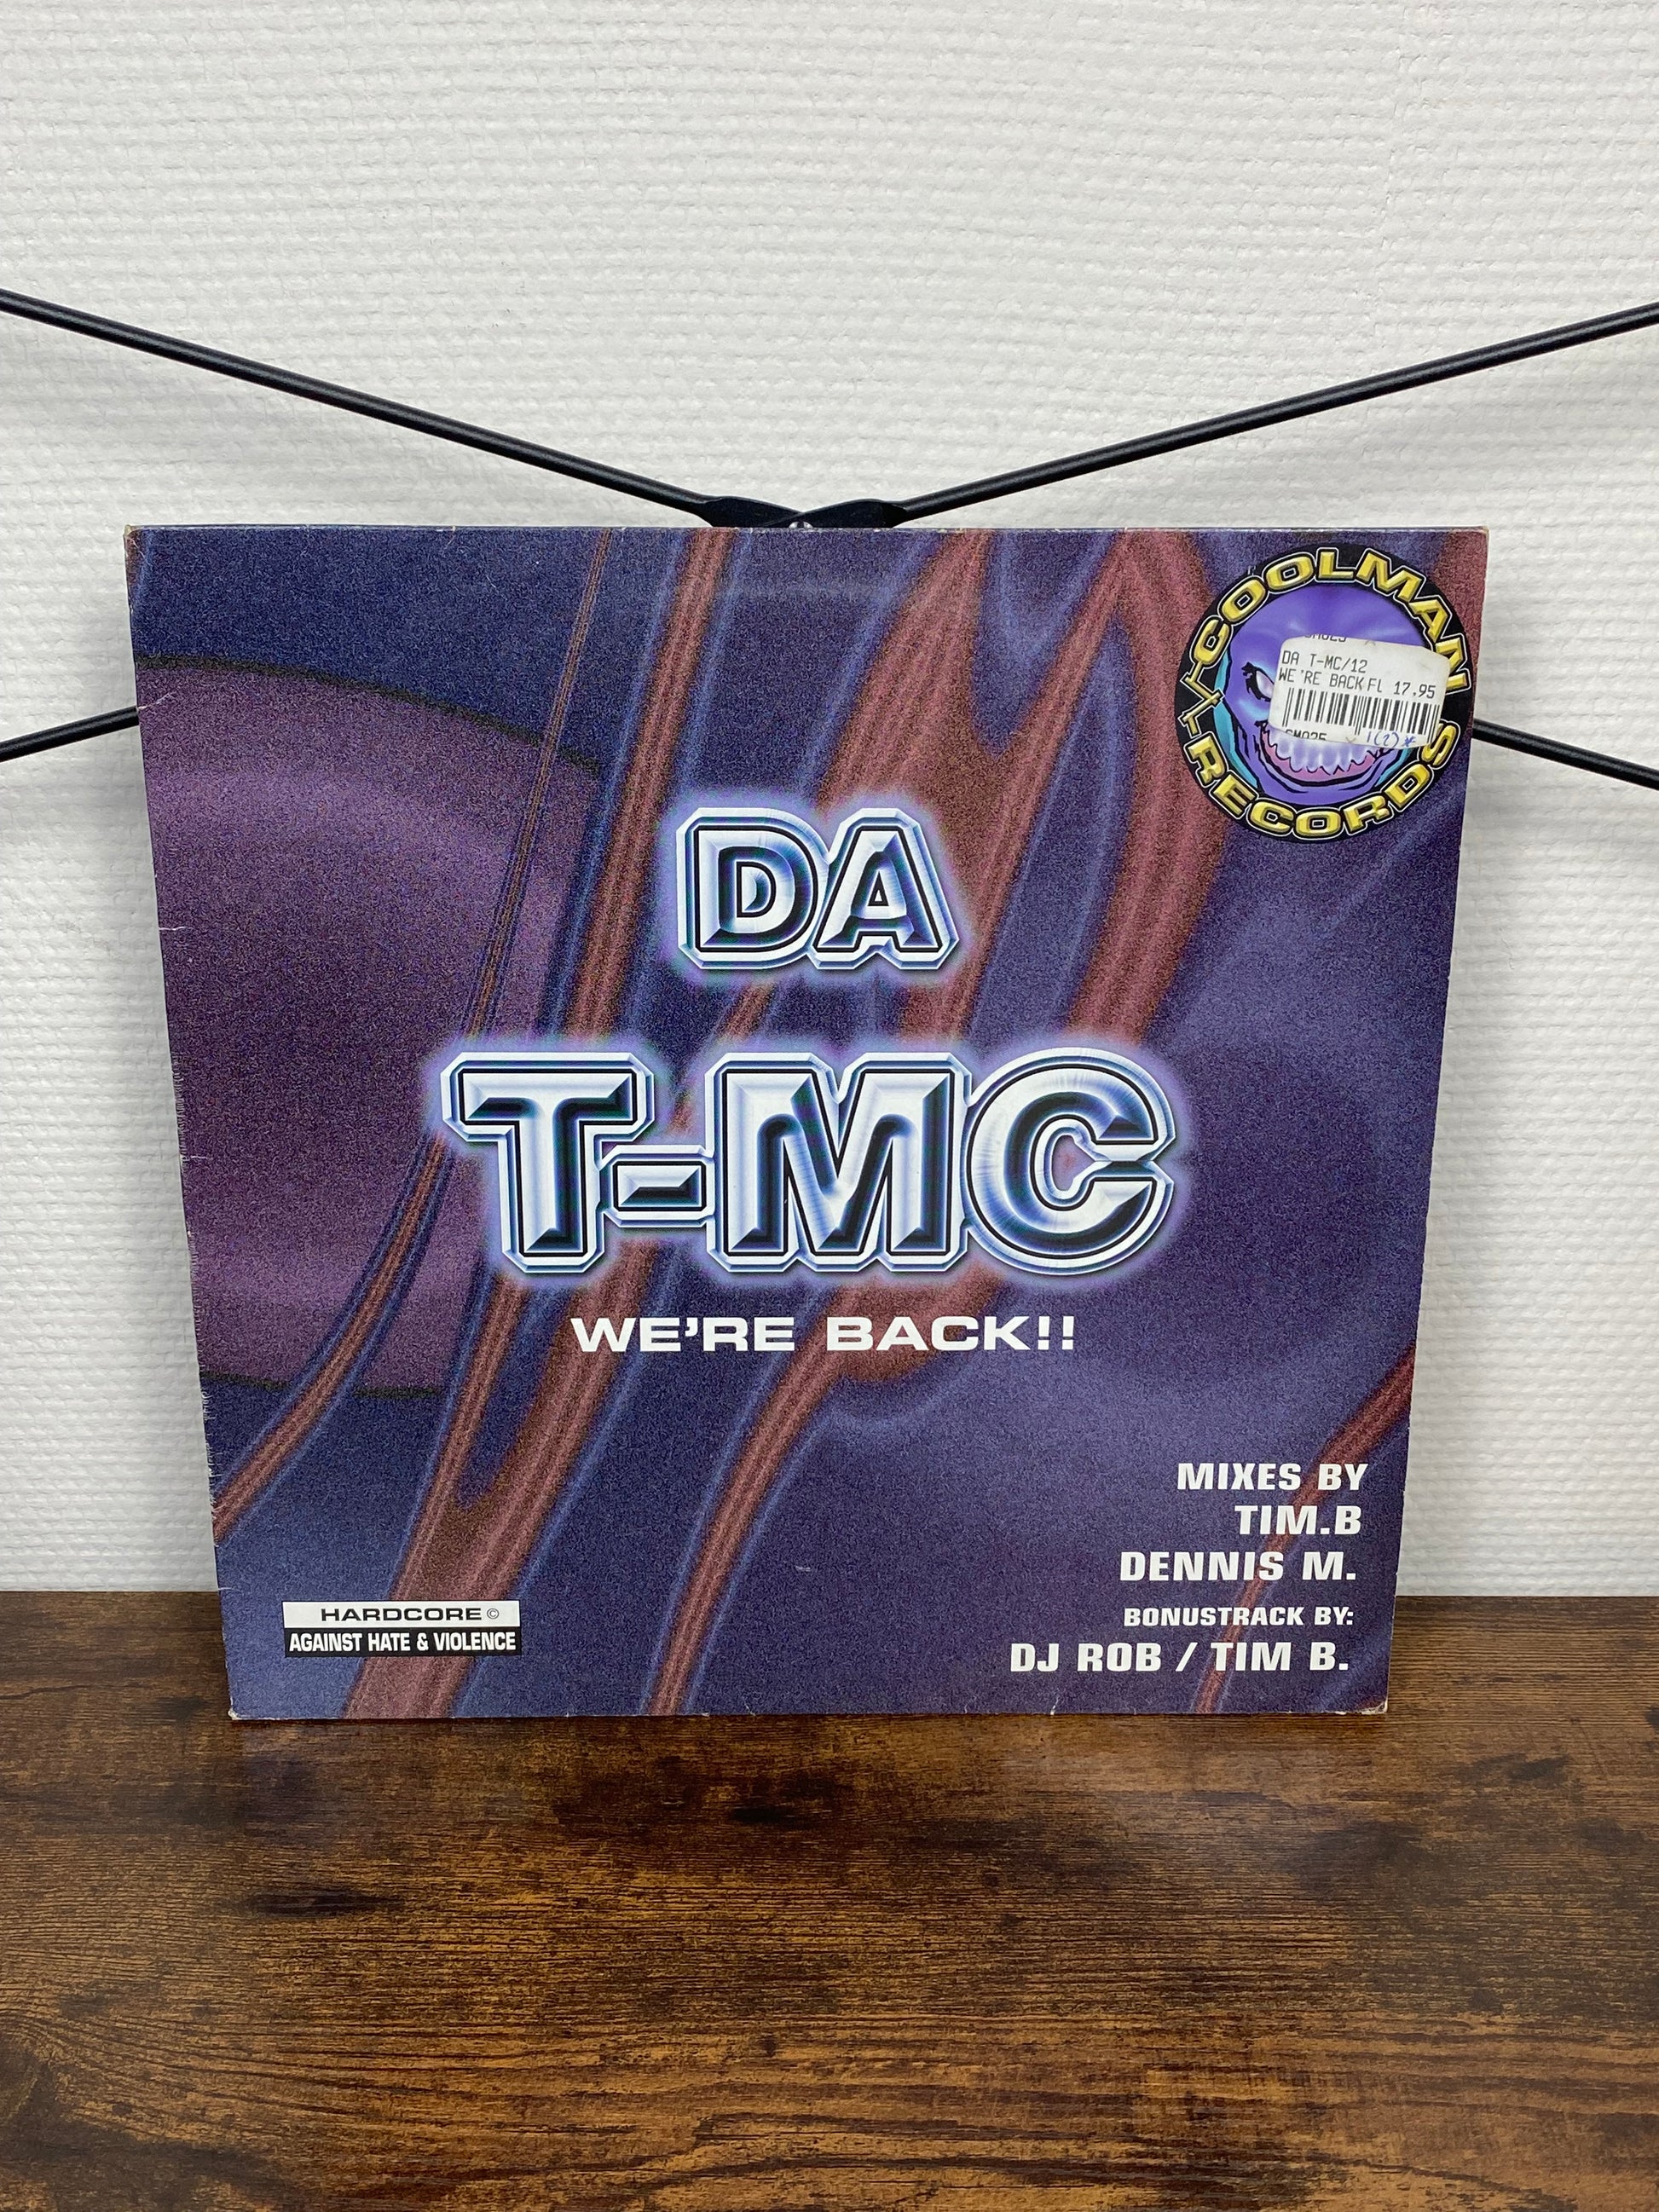 COOLMAN
RECORDS
DA T-MC/12
WE'RE BACK FL 17.95
DA
T-MC
WE'RE BACK!!
MIXES BY
TIM.B
DENNIS M.
BONUSTRACK BY:
DJ ROB / TIM B.
HARDCORE©
AGAINST HATE & VIOLENCE